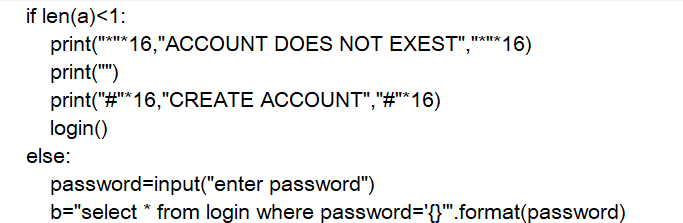 if len(a)<1:
print("*"*16,"ACCOUNT DOES NOT EXEST","*"*16)
print("")
print("#"*16,"CREATE ACCOUNT","#"*16)
login()
else:
password=input("enter password")
b="select * from login where password='{}'".format(password)